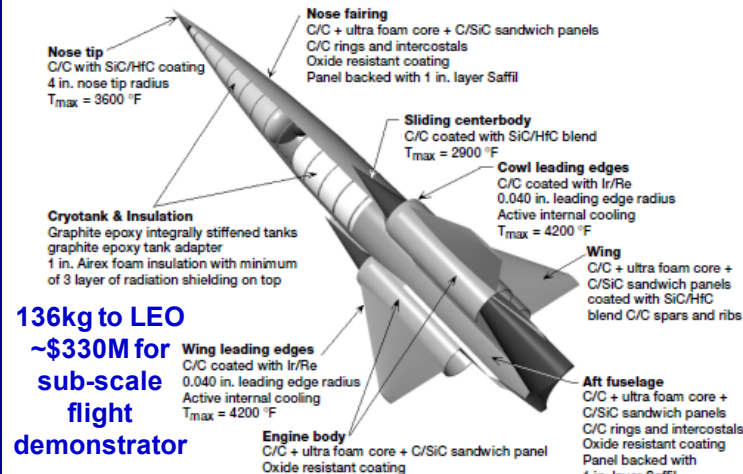 Nose fairing
C/C + ultra foam core + C/SiC sandwich panels
C/C rings and intercostals
Oxide resistant coating
Panel backed with 1 in. layer Saffil
Nose tip
C/C with SiC/HfC coating
4 in. nose tip radius
Tmax = 3600 °F
Sliding centerbody
C/C coated with SiC/HfC blend
Tmax = 2900 °F
Cowl leading edges
C/C coated with Ir/Re
0.040 in. leading edge radius
Active internal cooling
Tmax = 4200 °F
Cryotank & Insulation
Graphite epoxy integrally stiffened tanks
graphite epoxy tank adapter
1 in. Airex foam insulation with minimum
of 3 layer of radiation shielding on top
Wing
C/C + ultra foam core +
C/SiC sandwich panels
coated with SiC/HfC
blend C/C spars and ribs
136kg to LEO
~$330M for
sub-scale
flight
demonstrator
Wing leading edges
C/C coated with Ir/Re
0.040 in. leading edge radius
Active internal cooling
Tmax = 4200 °F
Aft fuselage
C/C + ultra foam core +
C/SiC sandwich panels
C/C rings and intercostals
Oxide resistant coating
Panel backed with
1 in. layer Saffil
Engine body
C/C + ultra foam core + C/SiC sandwich panel
Oxide resistant coating